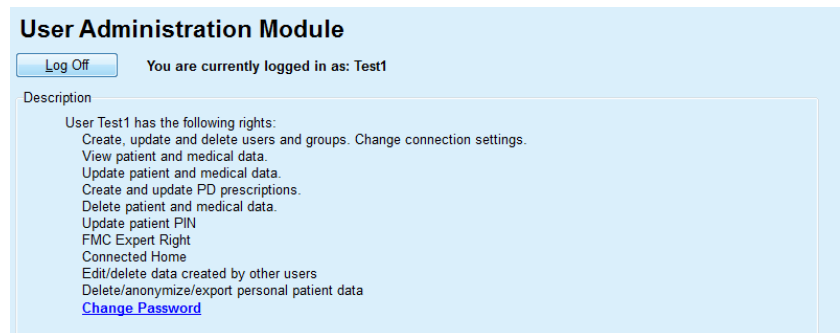 User Administration Module
Log Off
You are currently logged in as: Test1
Description
User Test1 has the following rights:
Create, update and delete users and groups. Change connection settings.
View patient and medical data.
Update patient and medical data.
Create and update PD prescriptions.
Delete patient and medical data.
Update patient PIN
FMC Expert Right
Connected Home
Edit/delete data created by other users
Delete/anonymize/export personal patient data
Change Password